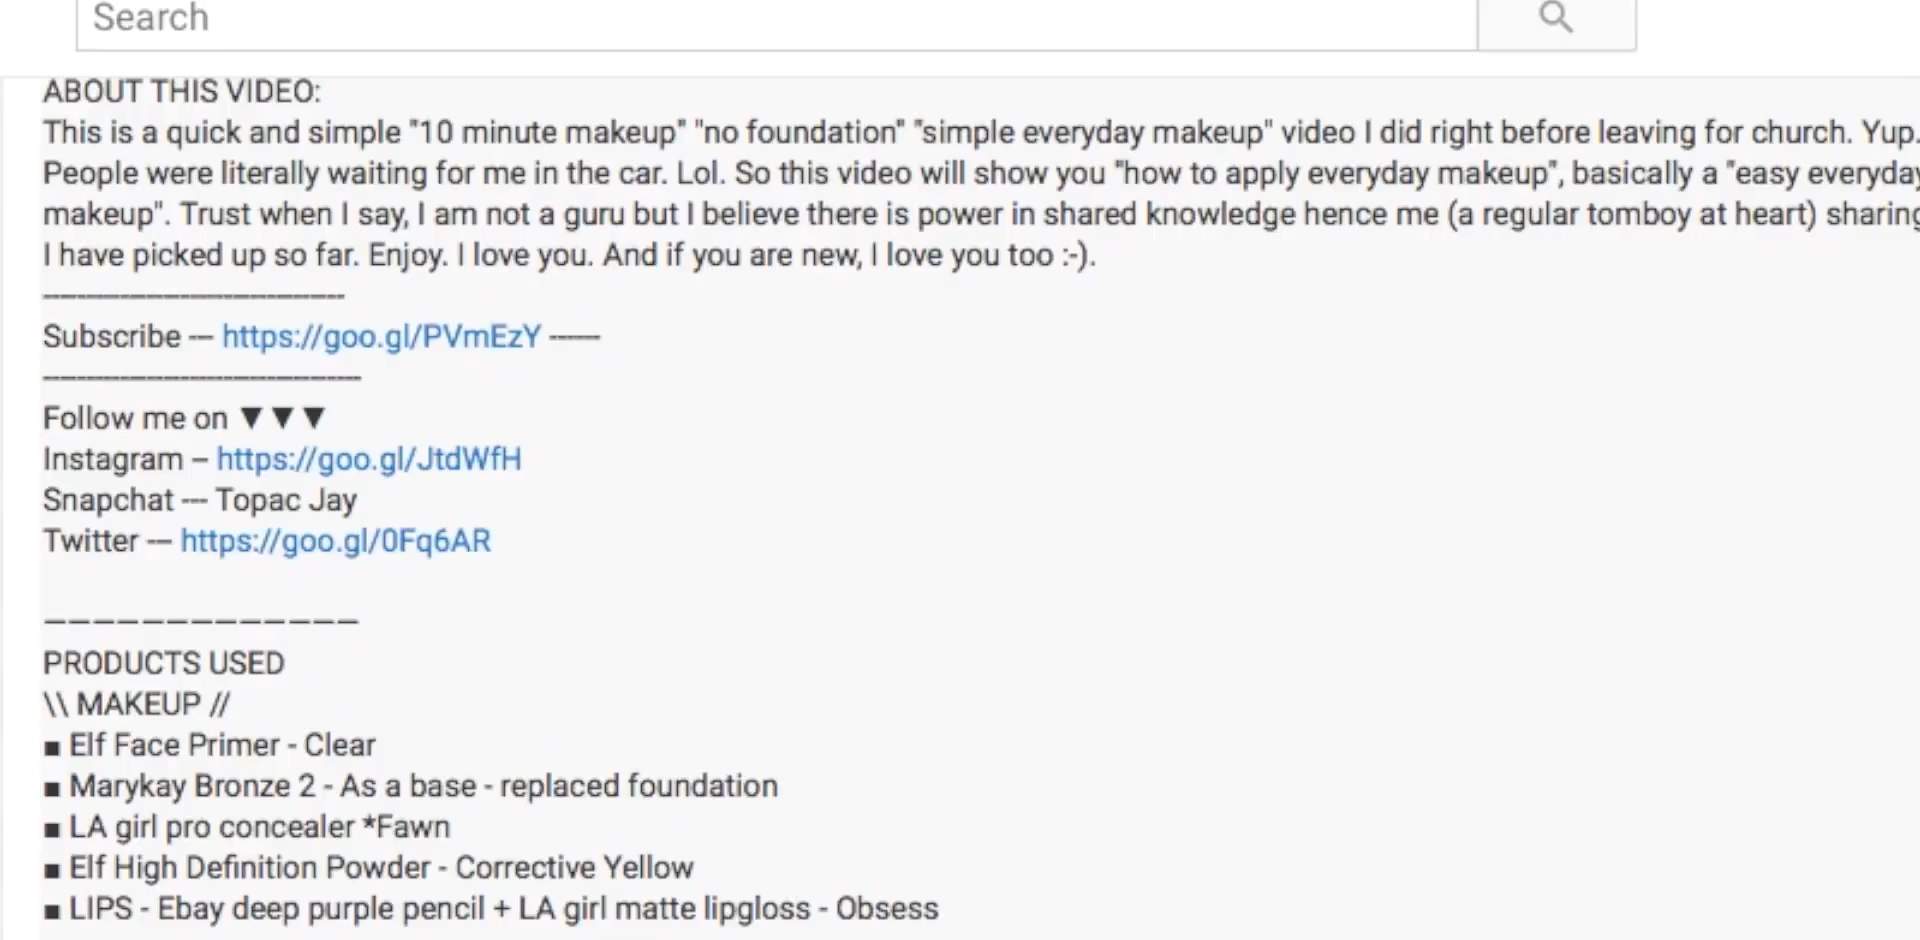 Search
ABOUT THIS VIDEO:
This is a quick and simple "10 minute makeup" "no foundation" "simple everyday makeup" video I did right before leaving for church. Yup.
People were literally waiting for me in the car. Lol. So this video will show you "how to apply everyday makeup", basically a "easy everyday
makeup". Trust when I say, I am not a guru but I believe there is power in shared knowledge hence me (a regular tomboy at heart) sharing
I have picked up so far. Enjoy. I love you. And if you are new, I love you too :-).
-----------------------------------
Subscribe --- https://goo.gl/PVmEzY ------
-------------------------------------
Follow me on ▼▼▼
Instagram – https://goo.gl/JtdWfH
Snapchat --- Topac Jay
Twitter --- https://goo.gl/0Fq6AR
_ _ _ _ _ _ _ _ _ _ _ _ _
PRODUCTS USED
\\ MAKEUP //
■ Elf Face Primer - Clear
■ Marykay Bronze 2 - As a base - replaced foundation
■ LA girl pro concealer *Fawn
■ Elf High Definition Powder - Corrective Yellow
■ LIPS - Ebay deep purple pencil + LA girl matte lipgloss - Obsess